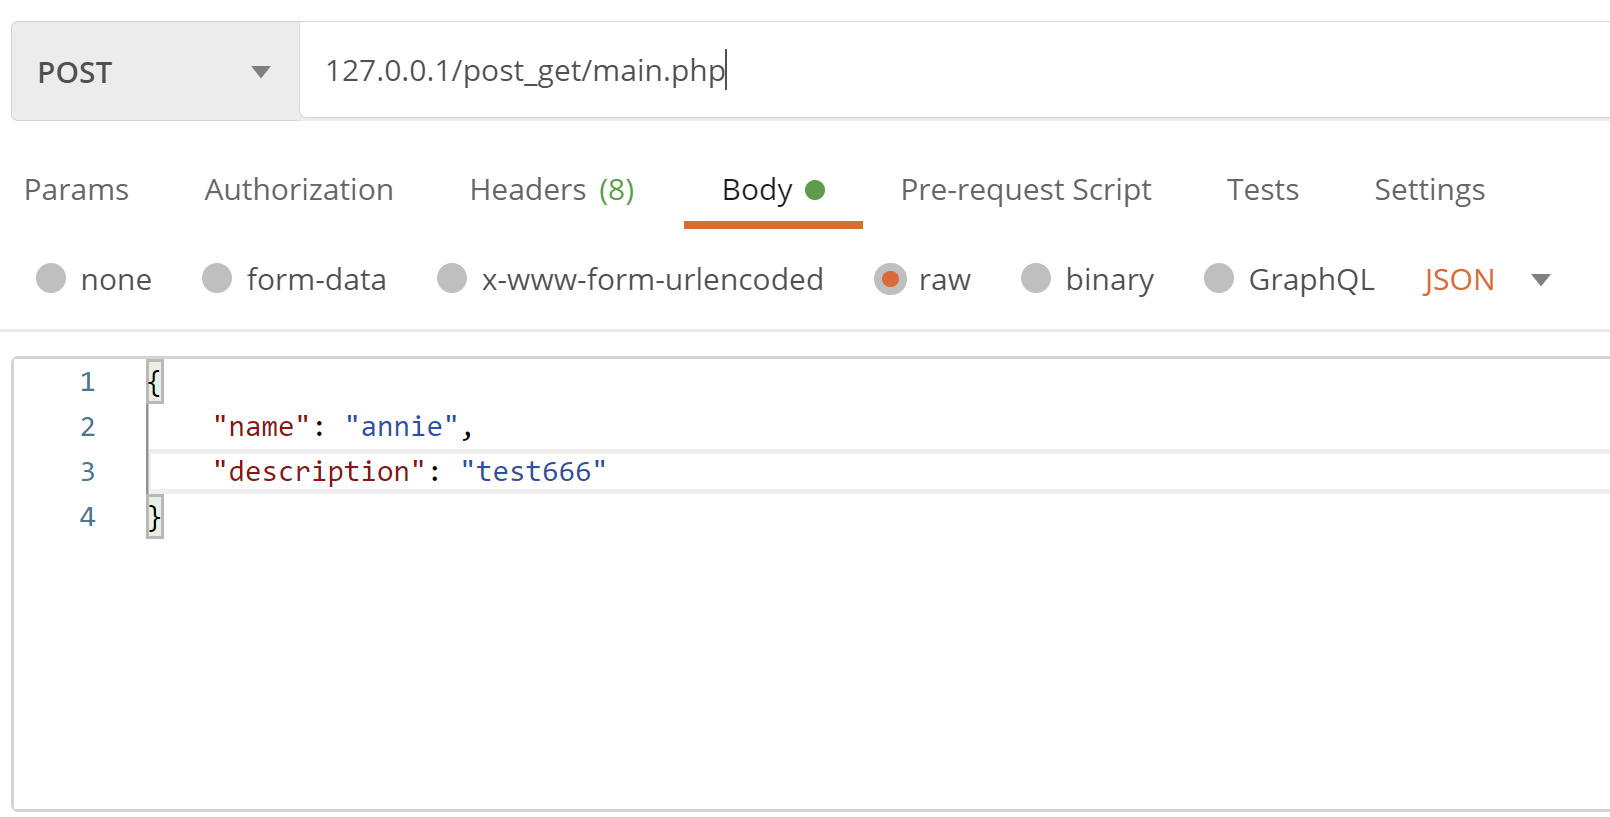 POST 127.0.0.1/post_get/main.php
Params Authorization Headers (8) Body Pre-request Script Tests Settings
none form-data x-www-form-urlencoded raw binary GraphQL JSON
1 {
2 "name": "annie",
3 "description": "test666"
4 }